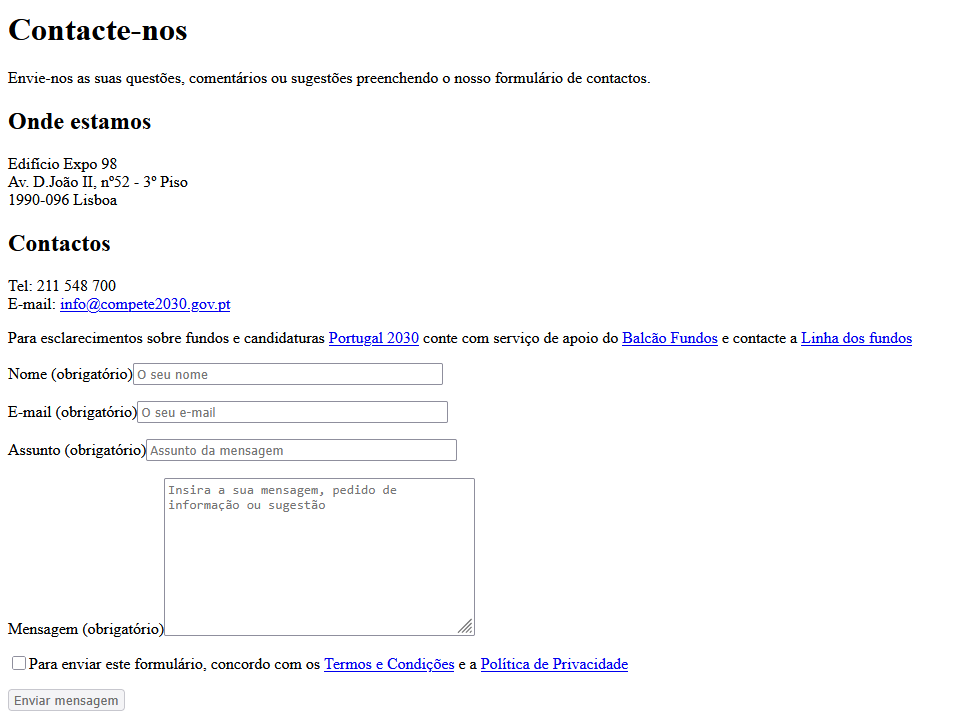 Contacte-nos
Envie-nos as suas questões, comentários ou sugestões preenchendo o nosso formulário de contactos.
Onde estamos
Edifício Expo 98
Av. D.João II, nº52 - 3º Piso
1990-096 Lisboa
Contactos
Tel: 211 548 700
E-mail: info@compete2030.gov.pt
Para esclarecimentos sobre fundos e candidaturas Portugal 2030 conte com serviço de apoio do Balcão Fundos e contacte a Linha dos fundos
Nome (obrigatório) O seu nome
E-mail (obrigatório) O seu e-mail
Assunto (obrigatório) Assunto da mensagem
Insira a sua mensagem, pedido de
informação ou sugestão
Mensagem (obrigatório)
Para enviar este formulário, concordo com os Termos e Condições e a Política de Privacidade
Enviar mensagem